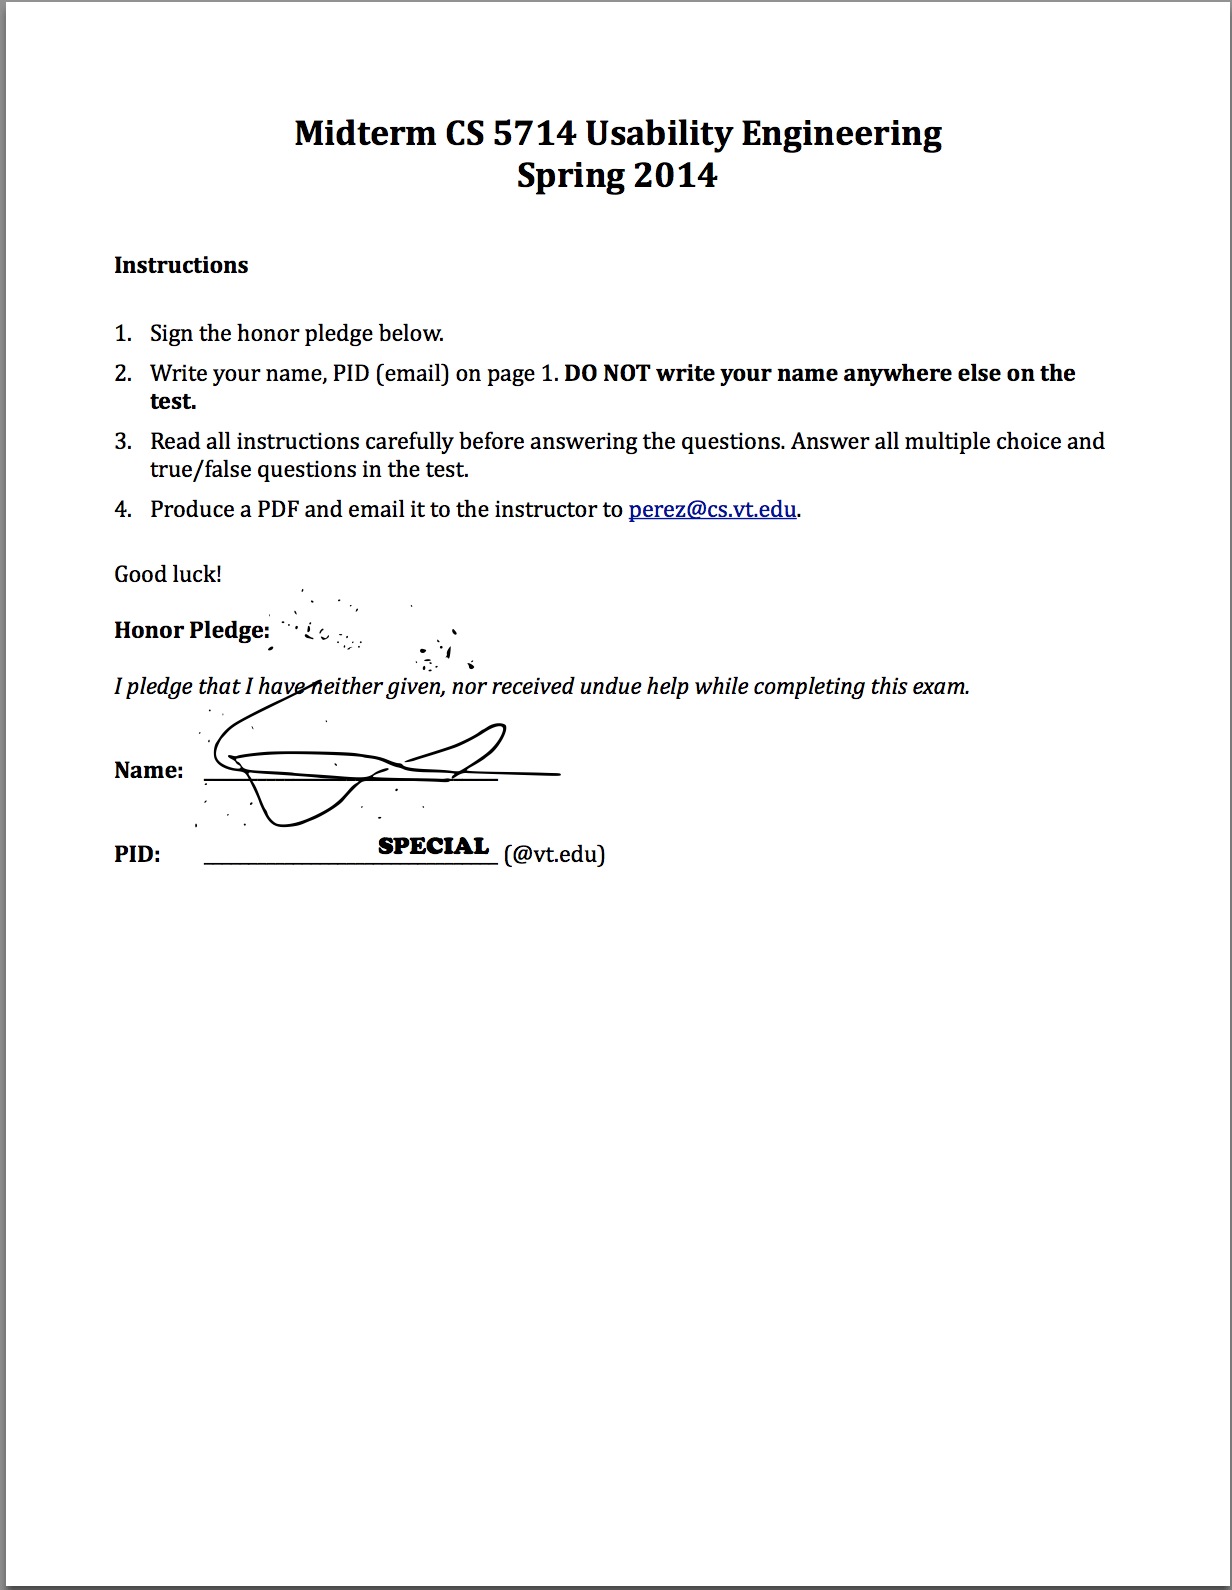 Midterm CS 5714 Usability Engineering
Spring 2014
Instructions
1. Sign the honor pledge below.
2. Write your name, PID (email) on page 1. DO NOT write your name anywhere else on the
test.
3. Read all instructions carefully before answering the questions. Answer all multiple choice and
true/false questions in the test.
4. Produce a PDF and email it to the instructor to perez@cs.vt.edu.
Good luck!
Honor Pledge:
I pledge that I have neither given, nor received undue help while completing this exam.
Name:
PID: SPECIAL (@vt.edu)